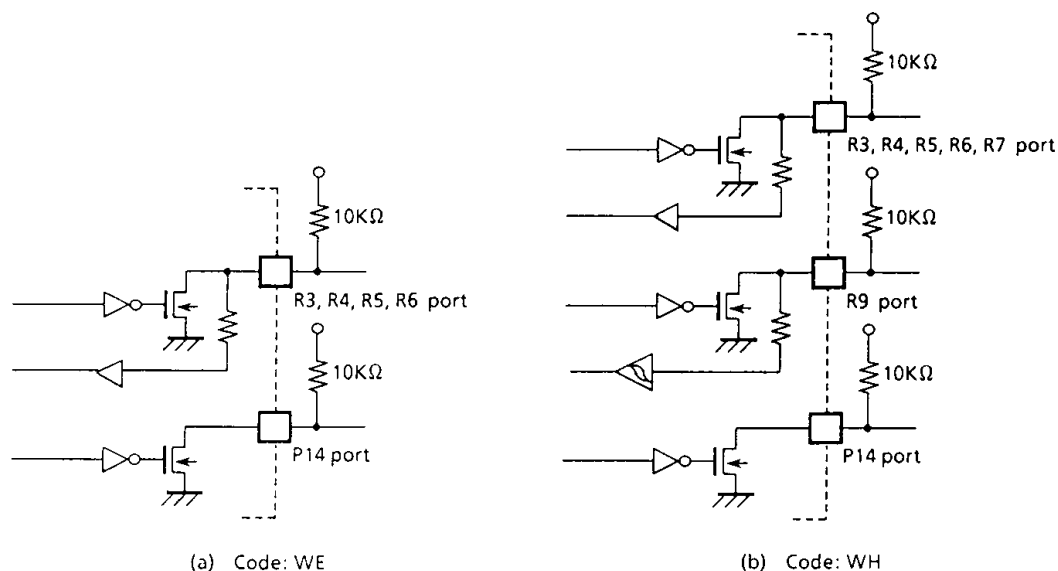 10KΩ
R3, R4, R5, R6 port
10KΩ
P14 port
(a) Code: WE
10KΩ
R3, R4, R5, R6, R7 port
10KΩ
R9 port
10KΩ
P14 port
(b) Code: WH